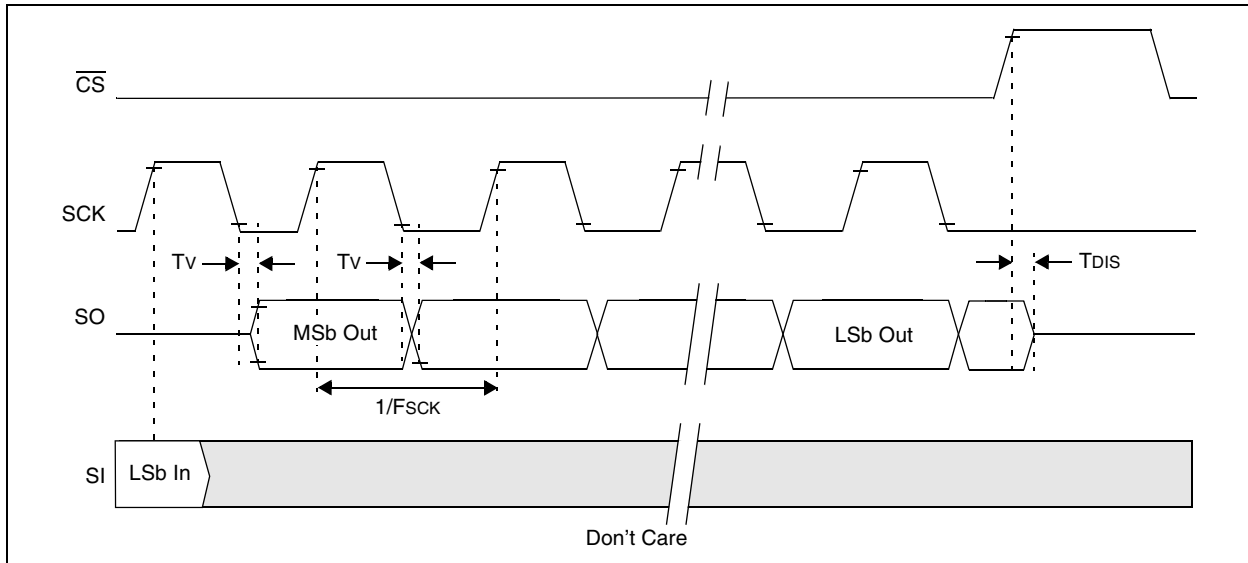 CS
SCK
TV
TV
TDIS
SO
MSb Out
LSb Out
1/FSCK
SI
LSb In
Don't Care